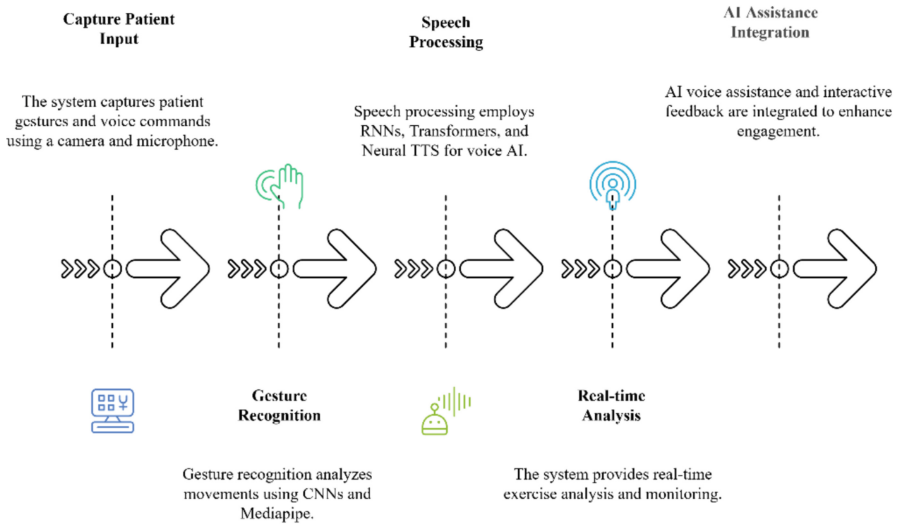 Capture Patient
Input
The system captures patient
gestures and voice commands
using a camera and microphone.
Gesture
Recognition
Gesture recognition analyzes
movements using CNNs and
Mediapipe.
Speech
Processing
Speech processing employs
RNNs, Transformers, and
Neural TTS for voice AI.
Real-time
Analysis
The system provides real-time
exercise analysis and monitoring.
AI Assistance
Integration
AI voice assistance and interactive
feedback are integrated to enhance
engagement.